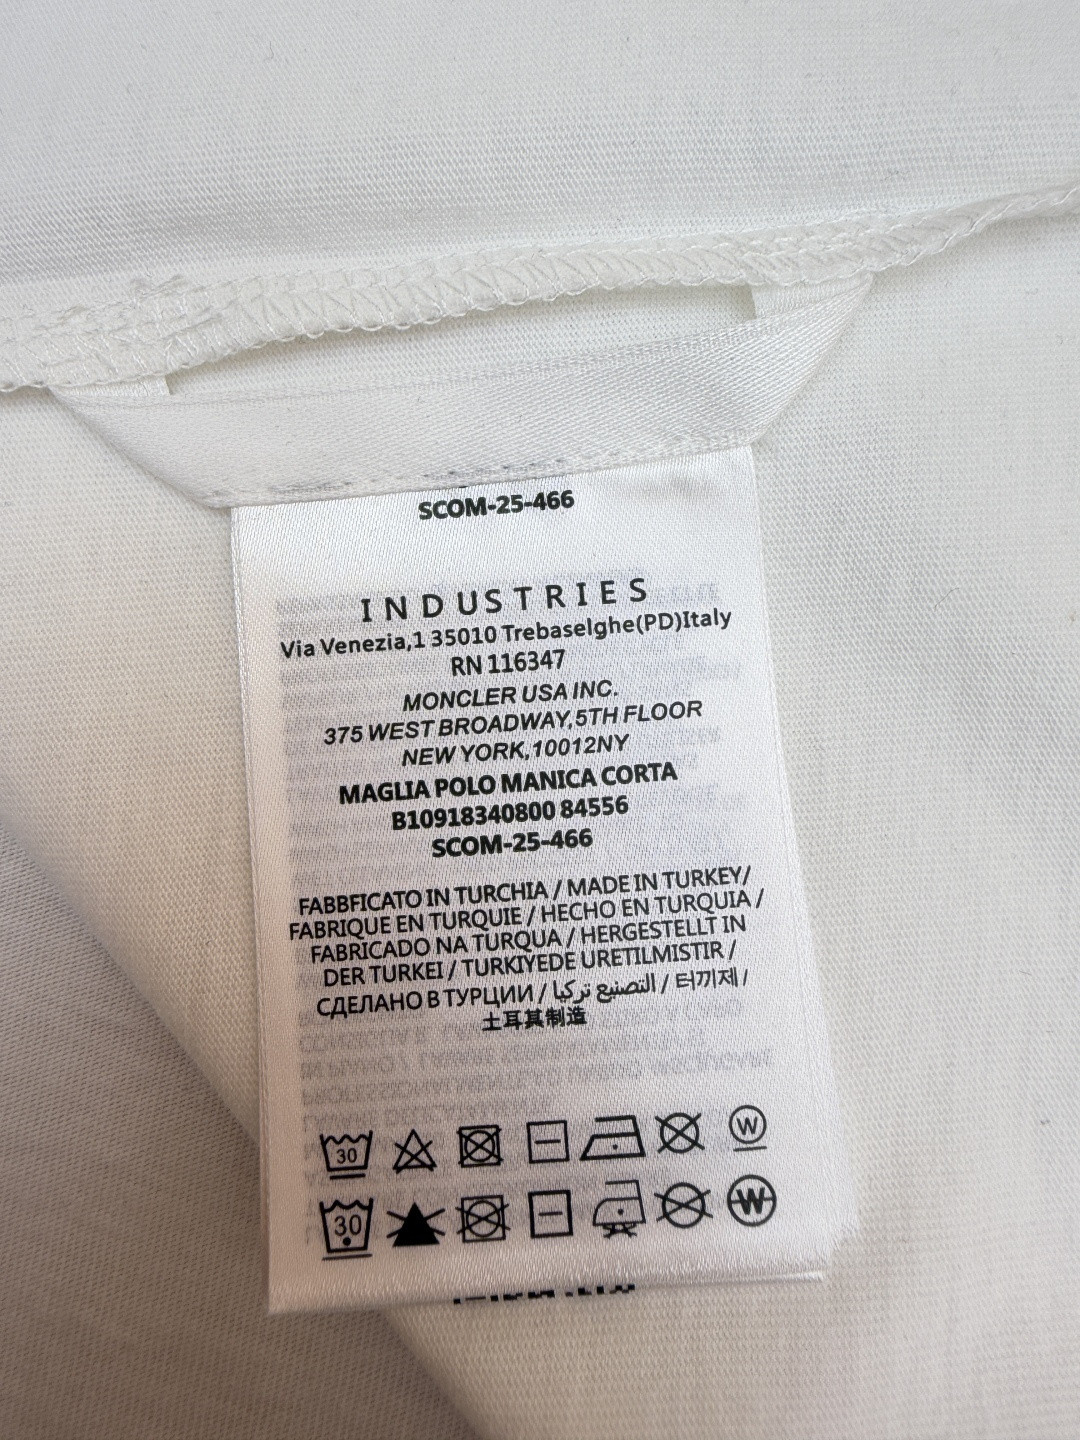 SCOM-25-466
INDUSTRIES
Via Venezia,1 35010 Trebaselghe(PD)Italy
RN 116347
MONCLER USA INC.
375 WEST BROADWAY,5TH FLOOR
NEW YORK,10012NY
MAGLIA POLO MANICA CORTA
B10918340800 84556
SCOM-25-466
FABBFICATO IN TURCHIA / MADE IN TURKEY/
FABRIQUE EN TURQUIE / HECHO EN TURQUIA /
FABRICADO NA TURQUA / HERGESTELLT IN
DER TURKEI / TURKIYEDE URETILMISTIR /
СДЕЛАНО В ТУРЦИИ / التصنيع تركيا / 터끼제 /
土耳其制造
30 W
30 W